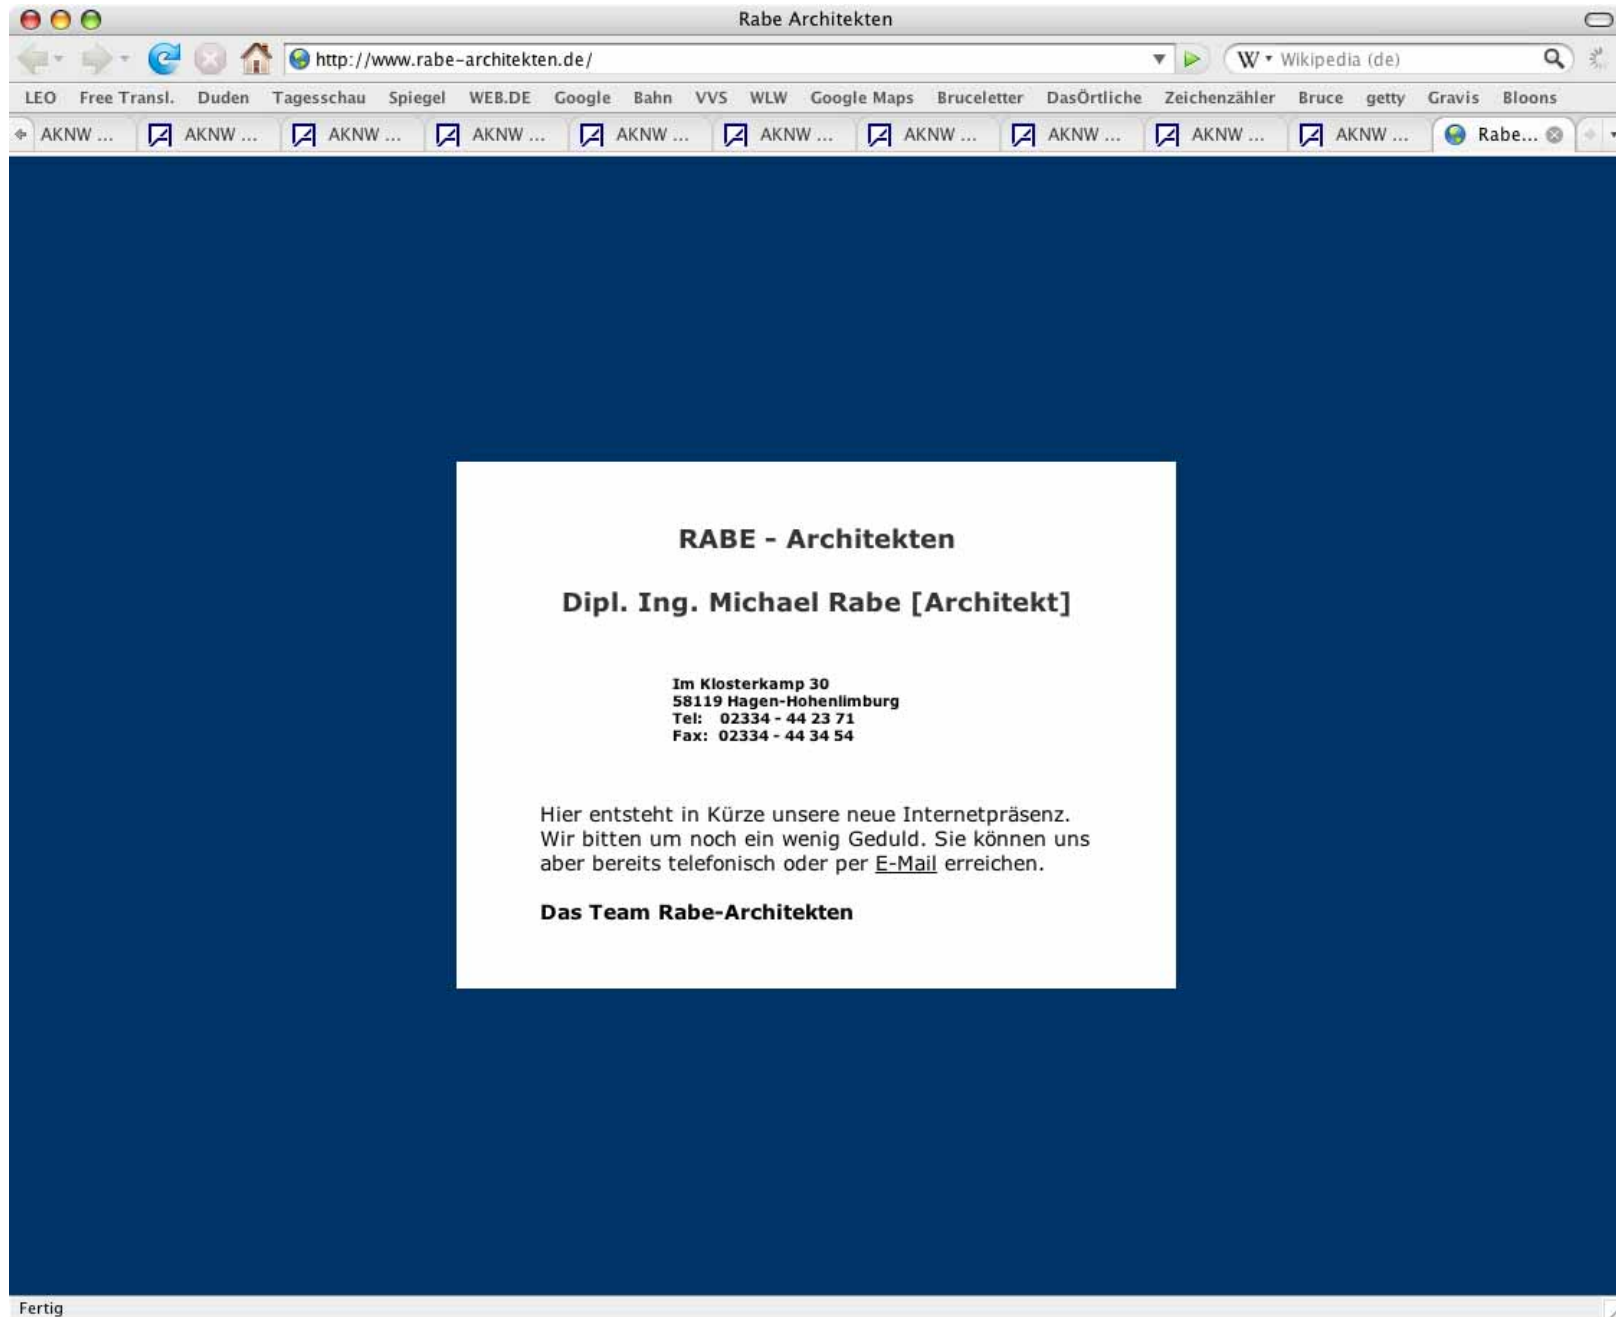 Rabe Architekten
http://www.rabe-architekten.de/ W Wikipedia (de)
LEO Free Transl. Duden Tagesschau Spiegel WEB.DE Google Bahn VVS WLW Google Maps Bruceletter DasÖrtliche Zeichenzähler Bruce getty Gravis Bloons
AKNW ... AKNW ... AKNW ... AKNW ... AKNW ... AKNW ... AKNW ... AKNW ... AKNW ... AKNW ... Rabe...
RABE - Architekten
Dipl. Ing. Michael Rabe [Architekt]
Im Klosterkamp 30
58119 Hagen-Hohenlimburg
Tel: 02334 - 44 23 71
Fax: 02334 - 44 34 54
Hier entsteht in Kürze unsere neue Internetpräsenz.
Wir bitten um noch ein wenig Geduld. Sie können uns
aber bereits telefonisch oder per E-Mail erreichen.
Das Team Rabe-Architekten
Fertig